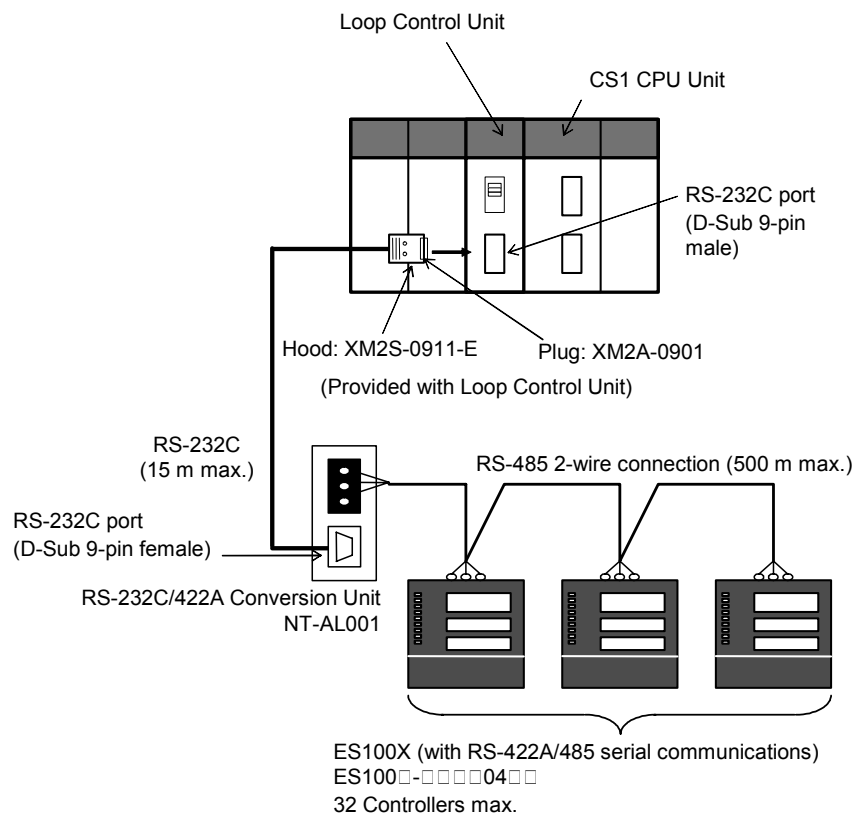 Loop Control Unit
CS1 CPU Unit
RS-232C port
(D-Sub 9-pin
male)
Hood: XM2S-0911-E
Plug: XM2A-0901
(Provided with Loop Control Unit)
RS-232C
(15 m max.)
RS-485 2-wire connection (500 m max.)
RS-232C port
(D-Sub 9-pin female)
RS-232C/422A Conversion Unit
NT-AL001
ES100X (with RS-422A/485 serial communications)
ES100□-□□□□04□□
32 Controllers max.